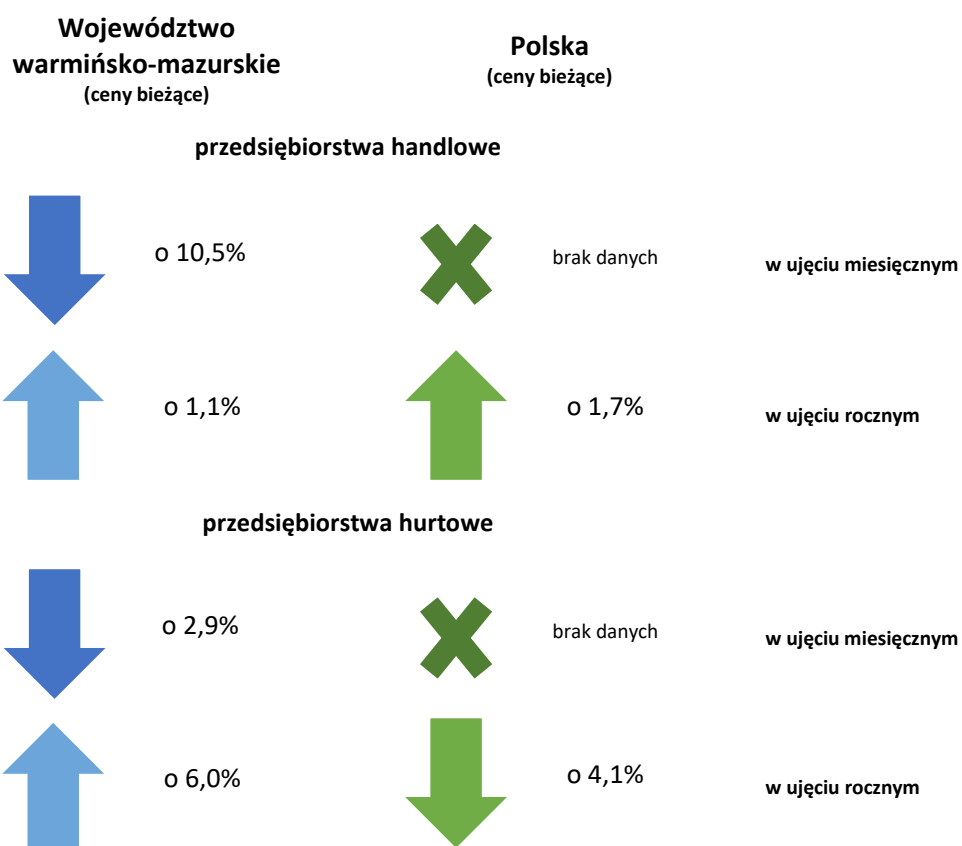 Województwo
warmińsko-mazurskie
(ceny bieżące)
Polska
(ceny bieżące)
przedsiębiorstwa handlowe
o 10,5%
brak danych
w ujęciu miesięcznym
o 1,1%
o 1,7%
w ujęciu rocznym
przedsiębiorstwa hurtowe
o 2,9%
brak danych
w ujęciu miesięcznym
o 6,0%
o 4,1%
w ujęciu rocznym